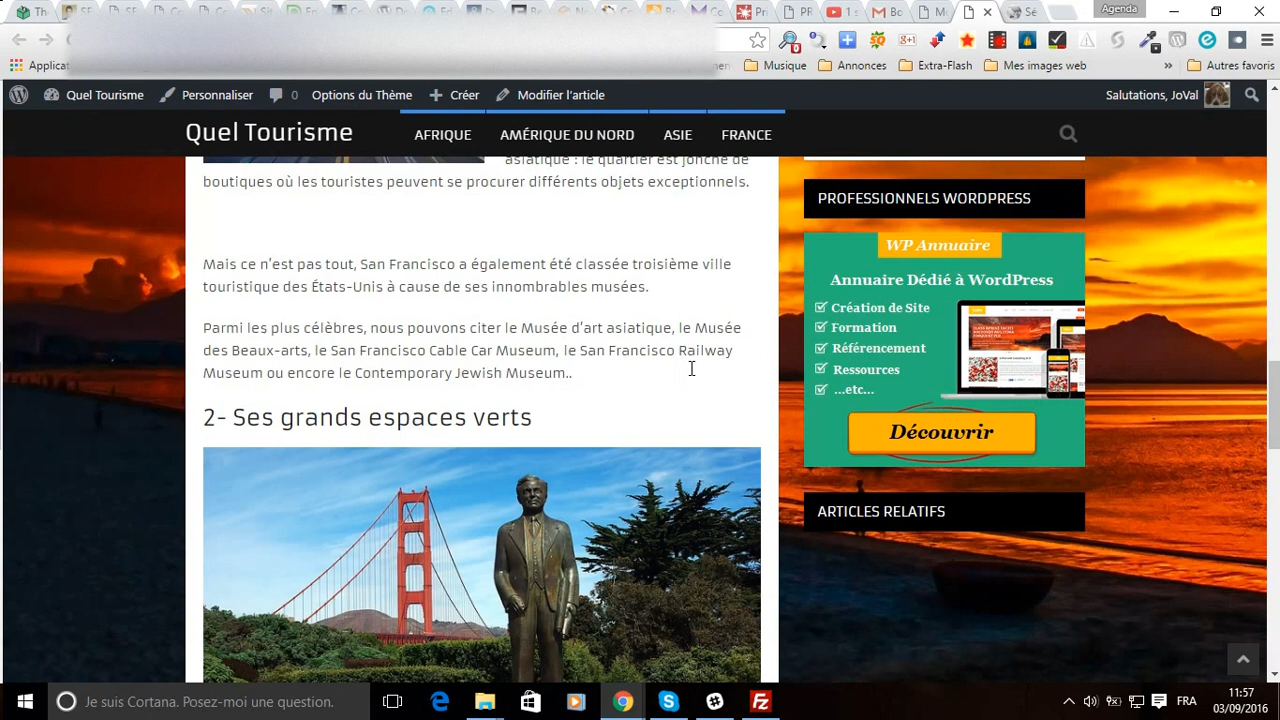 Agenda
Applicat
Musique
Annonces
Extra-Flash
Mes images web
»
Autres favoris
Quel Tourisme
Personnaliser
0
Options du Thème
Créer
Modifier l'article
Salutations, JoVal
Quel Tourisme
AFRIQUE
AMÉRIQUE DU NORD
ASIE
FRANCE
asiatique : le quartier est jonché de
boutiques où les touristes peuvent se procurer différents objets exceptionnels.
Mais ce n'est pas tout, San Francisco a également été classée troisième ville
touristique des États-Unis à cause de ses innombrables musées.
Parmi les plus célèbres, nous pouvons citer le Musée d'art asiatique, le Musée
des Beaux-arts, le San Francisco Cable Car Museum, le San Francisco Railway
Museum ou encore le Contemporary Jewish Museum..
2- Ses grands espaces verts
PROFESSIONNELS WORDPRESS
WP Annuaire
Annuaire Dédié à WordPress
Création de Site
Formation
Référencement
Ressources
...etc...
Découvrir
ARTICLES RELATIFS
Je suis Cortana. Posez-moi une question.
FRA
11:57
03/09/2016